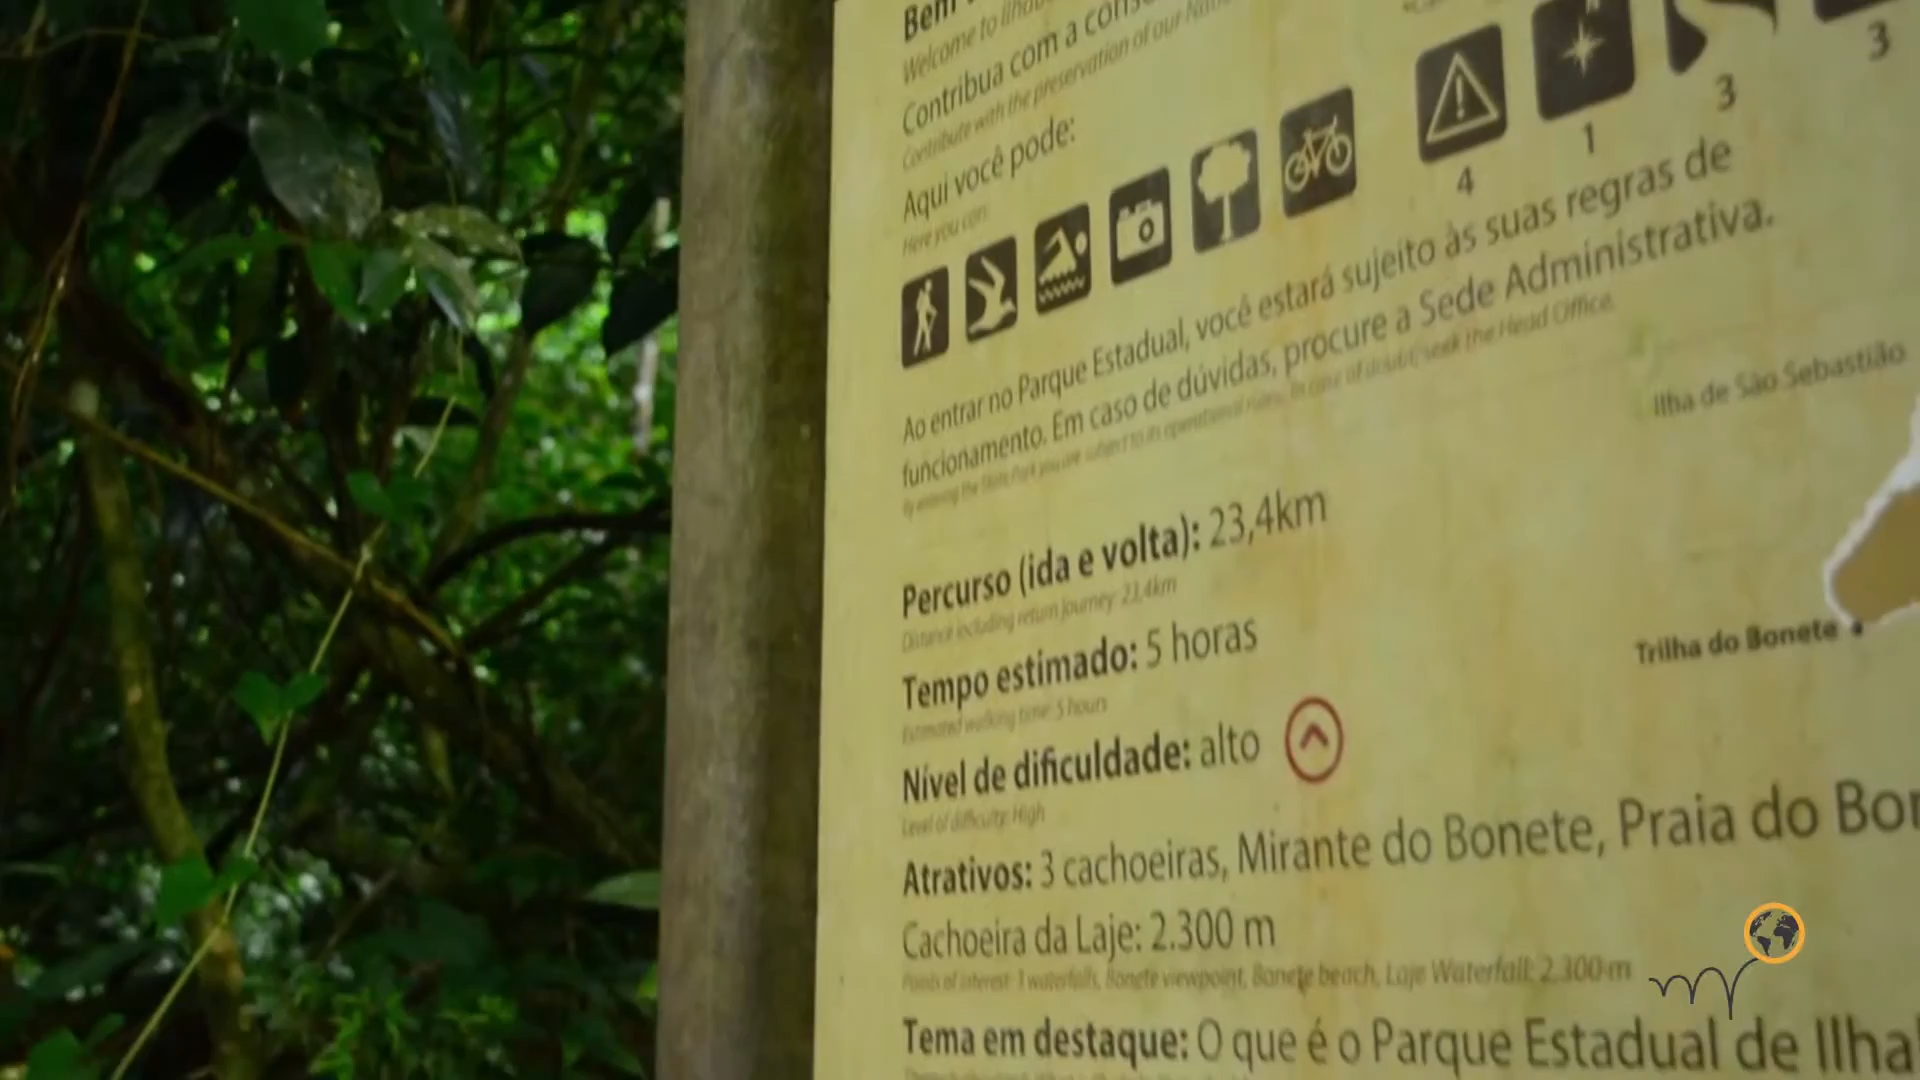 Bem
Welcome to Ilhab
Contribua com a cons
Contribute with the preservation of our Natu
Aqui você pode:
Here you can:
4
1
3
3
Ao entrar no Parque Estadual, você estará sujeito às suas regras de
funcionamento. Em caso de dúvidas, procure a Sede Administrativa.
By entering the State Park you are subject to its operational rules. In case of doubt, seek the Head Office.
Ilha de São Sebastião
Percurso (ida e volta): 23,4km
Distance including return journey: 23,4km
Trilha do Bonete
Tempo estimado: 5 horas
Estimated walking time: 5 hours
Nível de dificuldade: alto
Level of difficulty: High
Atrativos: 3 cachoeiras, Mirante do Bonete, Praia do Bon
Cachoeira da Laje: 2.300 m
Points of interest: 3 waterfalls, Bonete viewpoint, Bonete beach, Laje Waterfall: 2.300 m
Tema em destaque: O que é o Parque Estadual de Ilhab